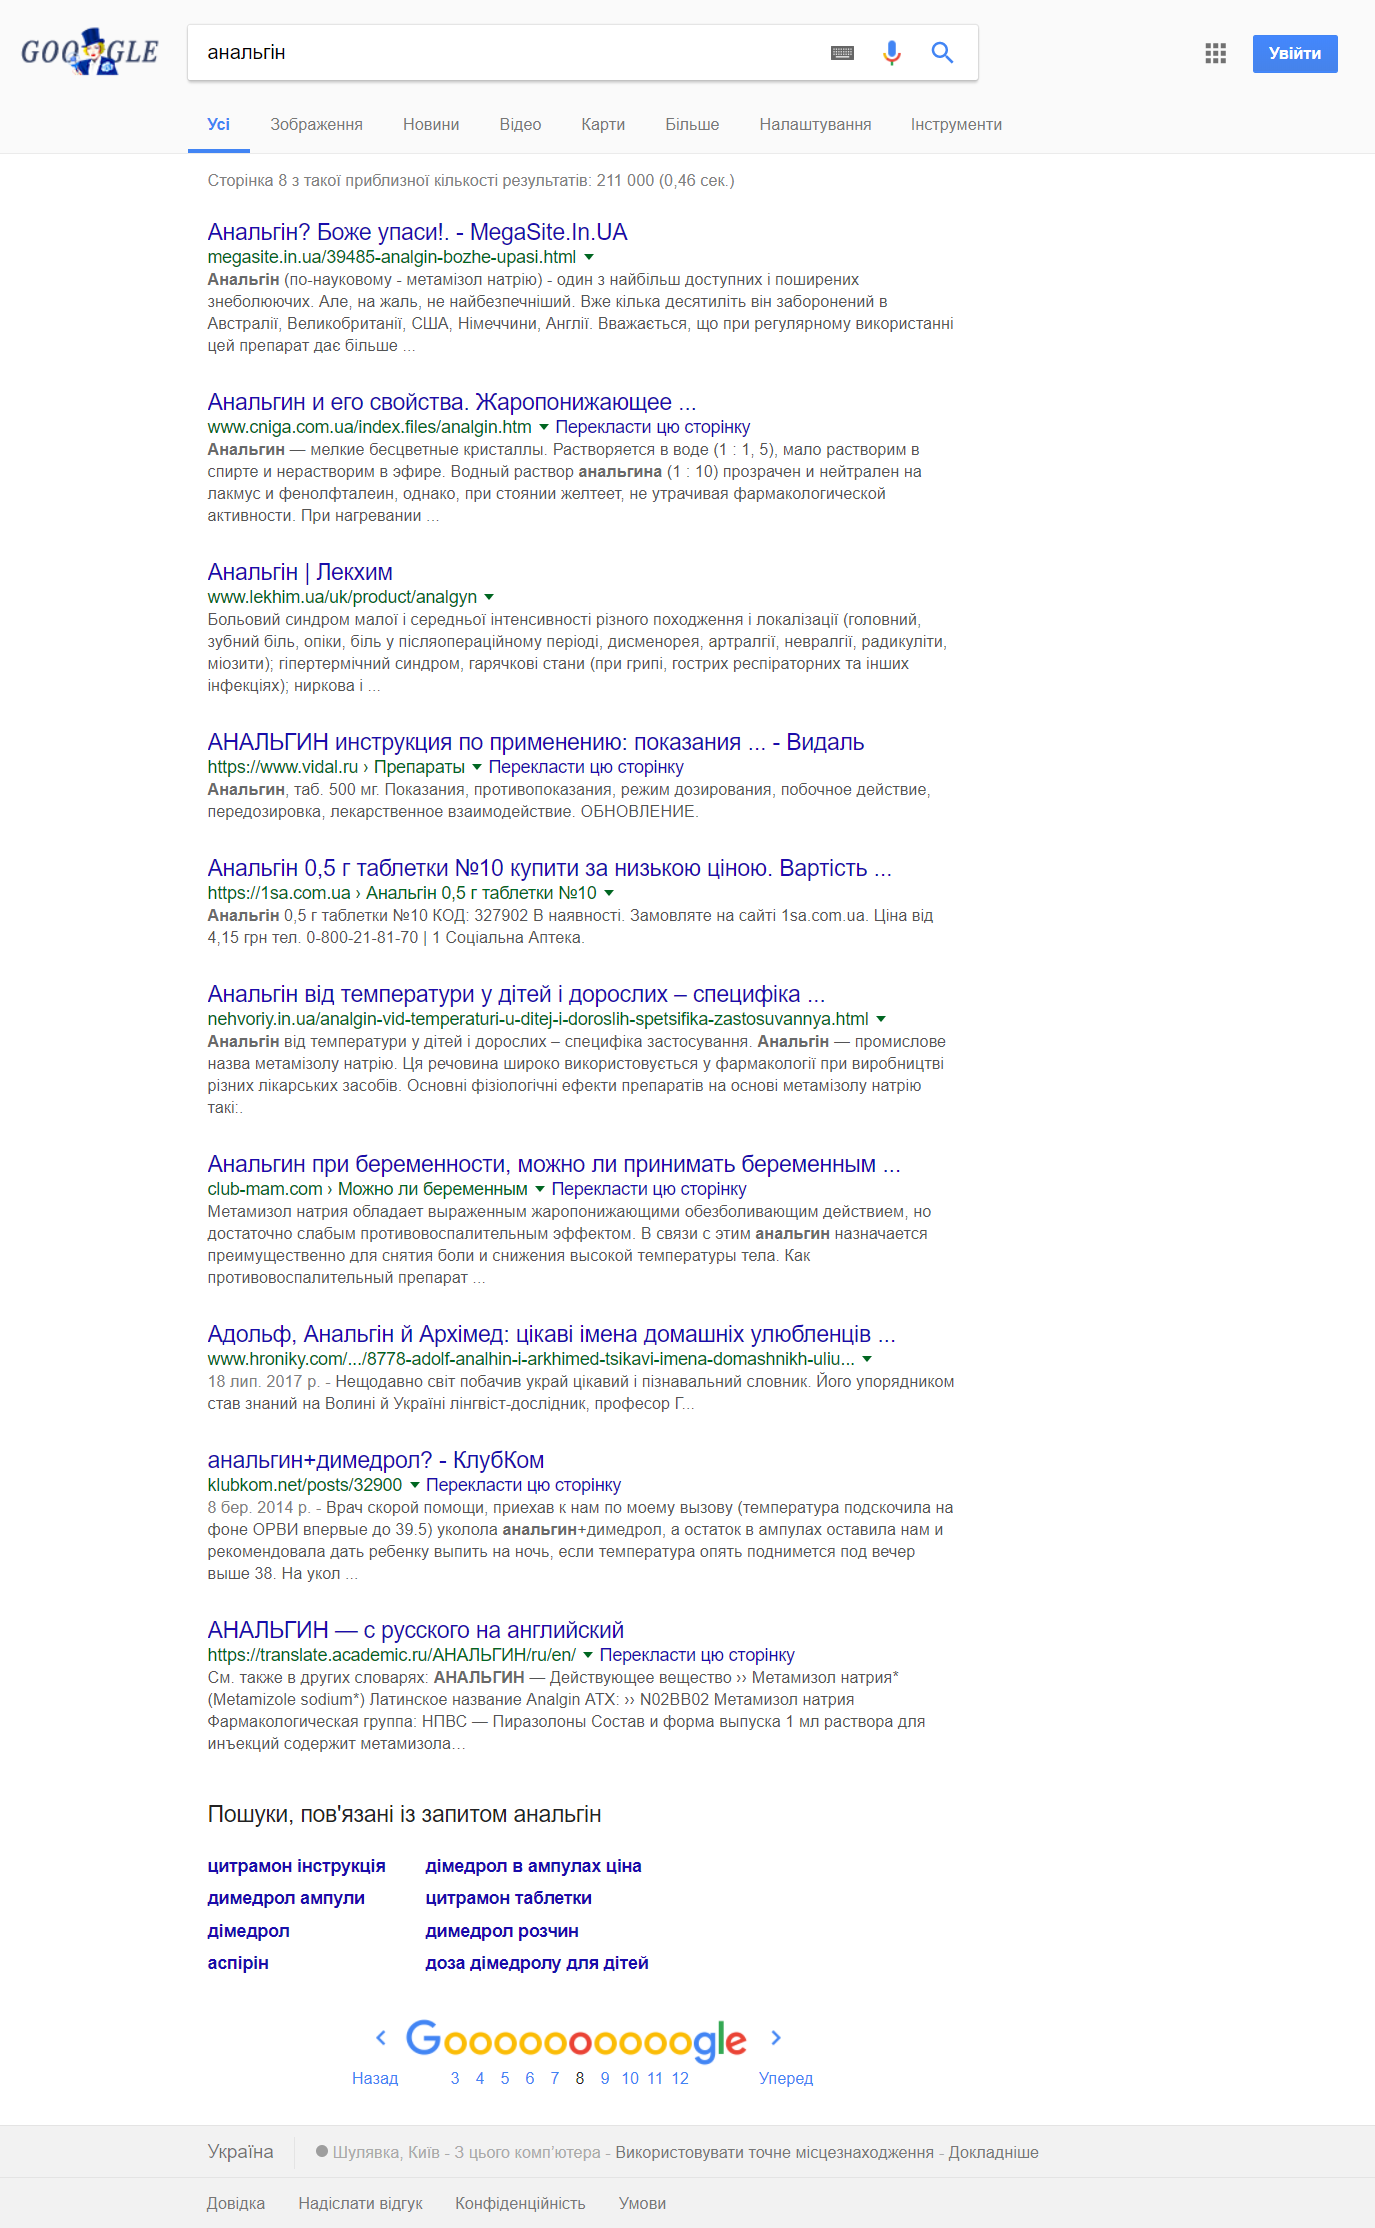 GOOGLE
анальгін
Увійти
Усі Зображення Новини Відео Карти Більше Налаштування Інструменти
Сторінка 8 з такої приблизної кількості результатів: 211 000 (0,46 сек.)
Анальгін? Боже упаси!. - MegaSite.In.UA
megasite.in.ua/39485-analgin-bozhe-upasi.html
Анальгін (по-науковому - метамізол натрію) - один з найбільш доступних і поширених
знеболюючих. Але, на жаль, не найбезпечніший. Вже кілька десятиліть він заборонений в
Австралії, Великобританії, США, Німеччини, Англії. Вважається, що при регулярному використанні
цей препарат дає більше ...
Анальгин и его свойства. Жаропонижающее ...
www.cniga.com.ua/index.files/analgin.htm Перекласти цю сторінку
Анальгин — мелкие бесцветные кристаллы. Растворяется в воде (1 : 1, 5), мало растворим в
спирте и нерастворим в эфире. Водный раствор анальгина (1 : 10) прозрачен и нейтрален на
лакмус и фенолфталеин, однако, при стоянии желтеет, не утрачивая фармакологической
активности. При нагревании ...
Анальгін | Лекхим
www.lekhim.ua/uk/product/analgyn
Больовий синдром малої і середньої інтенсивності різного походження і локалізації (головний,
зубний біль, опіки, біль у післяопераційному періоді, дисменорея, артралгії, невралгії, радикуліти,
міозити); гіпертермічний синдром, гарячкові стани (при грипі, гострих респіраторних та інших
інфекціях); ниркова і ...
АНАЛЬГИН инструкция по применению: показания ... - Видаль
https://www.vidal.ru › Препараты Перекласти цю сторінку
Анальгин, таб. 500 мг. Показания, противопоказания, режим дозирования, побочное действие,
передозировка, лекарственное взаимодействие. ОБНОВЛЕНИЕ.
Анальгін 0,5 г таблетки №10 купити за низькою ціною. Вартість ...
https://1sa.com.ua › Анальгін 0,5 г таблетки №10
Анальгін 0,5 г таблетки №10 КОД: 327902 В наявності. Замовляте на сайті 1sa.com.ua. Ціна від
4,15 грн тел. 0-800-21-81-70 | 1 Соціальна Аптека.
Анальгін від температури у дітей і дорослих – специфіка ...
nehvoriy.in.ua/analgin-vid-temperaturi-u-ditej-i-doroslih-spetsifika-zastosuvannya.html
Анальгін від температури у дітей і дорослих – специфіка застосування. Анальгін — промислове
назва метамізолу натрію. Ця речовина широко використовується у фармакології при виробництві
різних лікарських засобів. Основні фізіологічні ефекти препаратів на основі метамізолу натрію
такі:.
Анальгин при беременности, можно ли принимать беременным ...
club-mam.com › Можно ли беременным Перекласти цю сторінку
Метамизол натрия обладает выраженным жаропонижающими обезболивающим действием, но
достаточно слабым противовоспалительным эффектом. В связи с этим анальгин назначается
преимущественно для снятия боли и снижения высокой температуры тела. Как
противовоспалительный препарат ...
Адольф, Анальгін й Архімед: цікаві імена домашніх улюбленців ...
www.hroniky.com/.../8778-adolf-analhin-i-arkhimed-tsikavi-imena-domashnikh-uliu...
18 лип. 2017 р. - Нещодавно світ побачив украй цікавий і пізнавальний словник. Його упорядником
став знаний на Волині й Україні лінгвіст-дослідник, професор Г...
анальгин+димедрол? - КлубКом
klubkom.net/posts/32900 Перекласти цю сторінку
8 бер. 2014 р. - Врач скорой помощи, приехав к нам по моему вызову (температура подскочила на
фоне ОРВИ впервые до 39.5) уколола анальгин+димедрол, а остаток в ампулах оставила нам и
рекомендовала дать ребенку выпить на ночь, если температура опять поднимется под вечер
выше 38. На укол ...
АНАЛЬГИН — с русского на английский
https://translate.academic.ru/АНАЛЬГИН/ru/en/ Перекласти цю сторінку
См. также в других словарях: АНАЛЬГИН — Действующее вещество ›› Метамизол натрия*
(Metamizole sodium*) Латинское название Analgin АТХ: ›› N02BB02 Метамизол натрия
Фармакологическая группа: НПВС — Пиразолоны Состав и форма выпуска 1 мл раствора для
инъекций содержит метамизола...
Пошуки, пов'язані із запитом анальгін
цитрамон інструкція дімедрол в ампулах ціна
димедрол ампули цитрамон таблетки
дімедрол димедрол розчин
аспірін доза дімедролу для дітей
Goooooooooogle
Назад 3 4 5 6 7 8 9 10 11 12 Уперед
Україна Шулявка, Київ - З цього комп'ютера - Використовувати точне місцезнаходження - Докладніше
Довідка Надіслати відгук Конфіденційність Умови